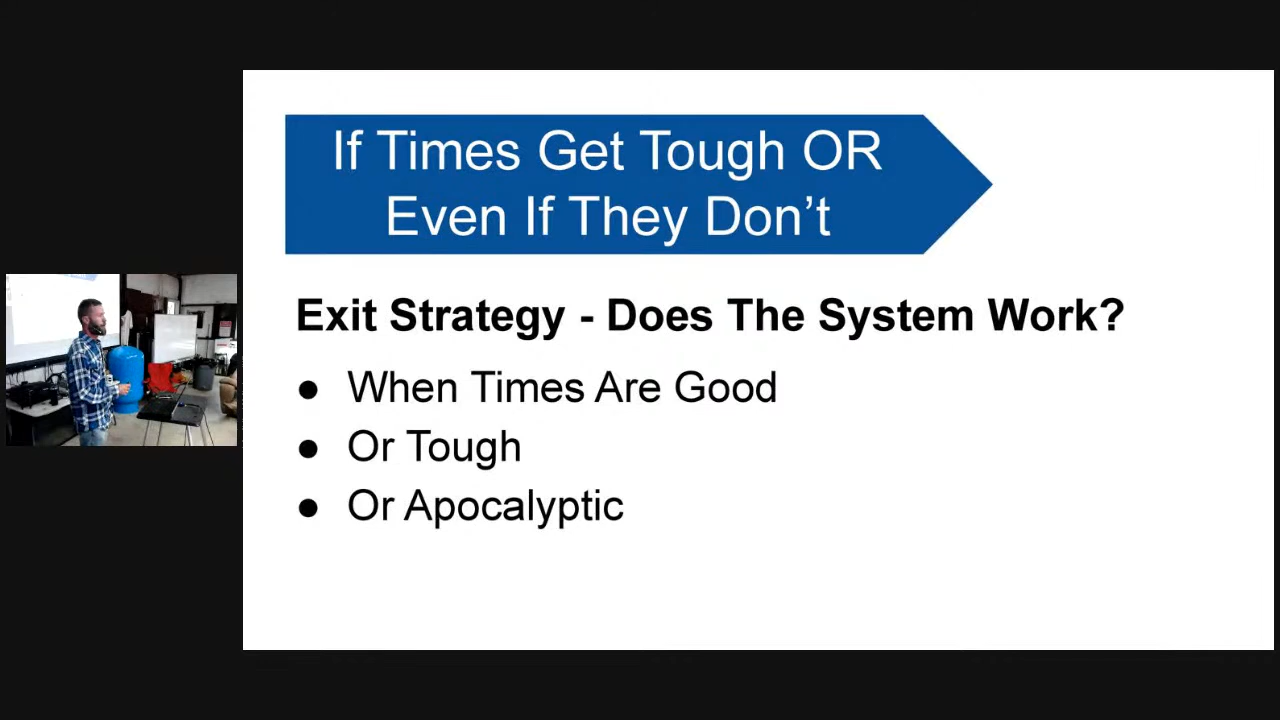 If Times Get Tough OR
Even If They Don’t
Exit Strategy - Does The System Work?
● When Times Are Good
● Or Tough
● Or Apocalyptic